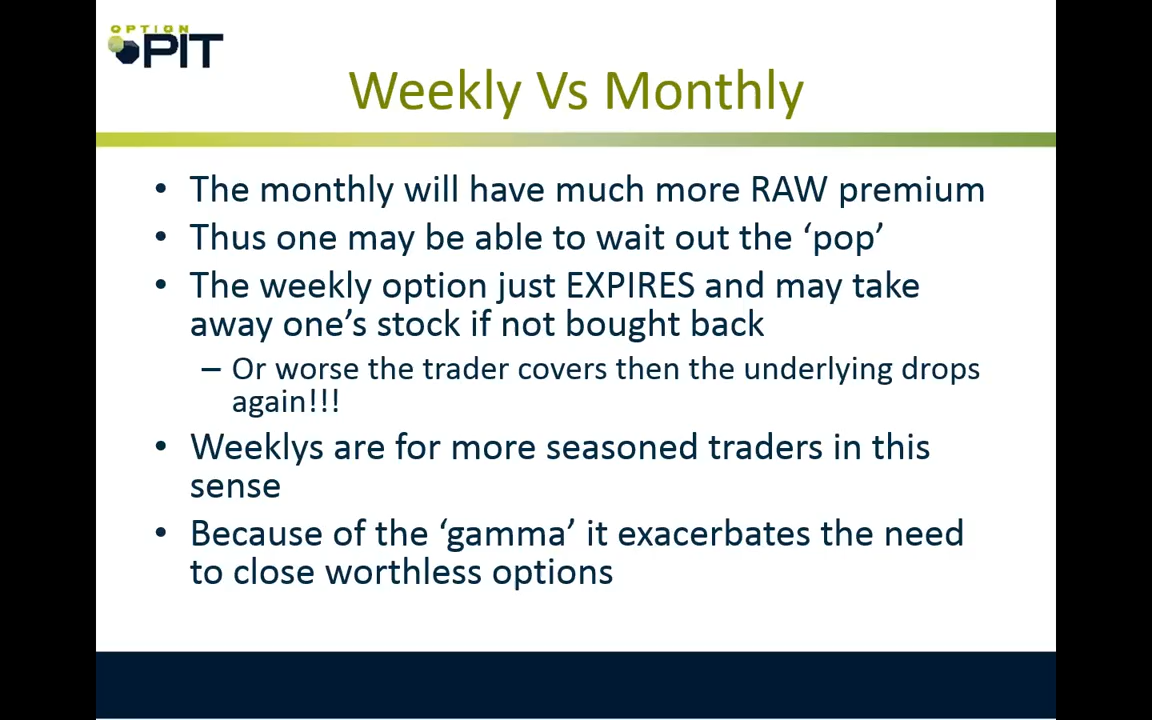 OPTION
PIT
Weekly Vs Monthly
• The monthly will have much more RAW premium
• Thus one may be able to wait out the ‘pop’
• The weekly option just EXPIRES and may take
away one’s stock if not bought back
– Or worse the trader covers then the underlying drops
again!!!
• Weeklys are for more seasoned traders in this
sense
• Because of the ‘gamma’ it exacerbates the need
to close worthless options